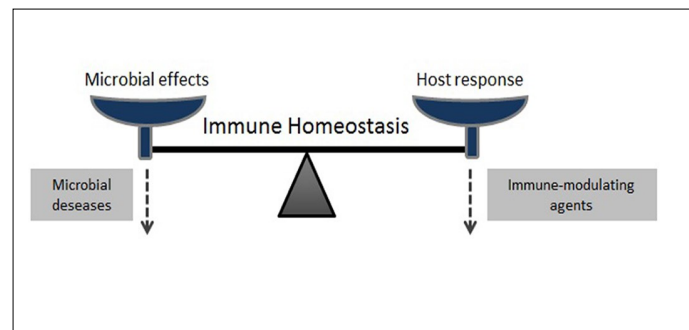 Microbial effects
Host response
Immune Homeostasis
Microbial
deseases
Immune-modulating
agents